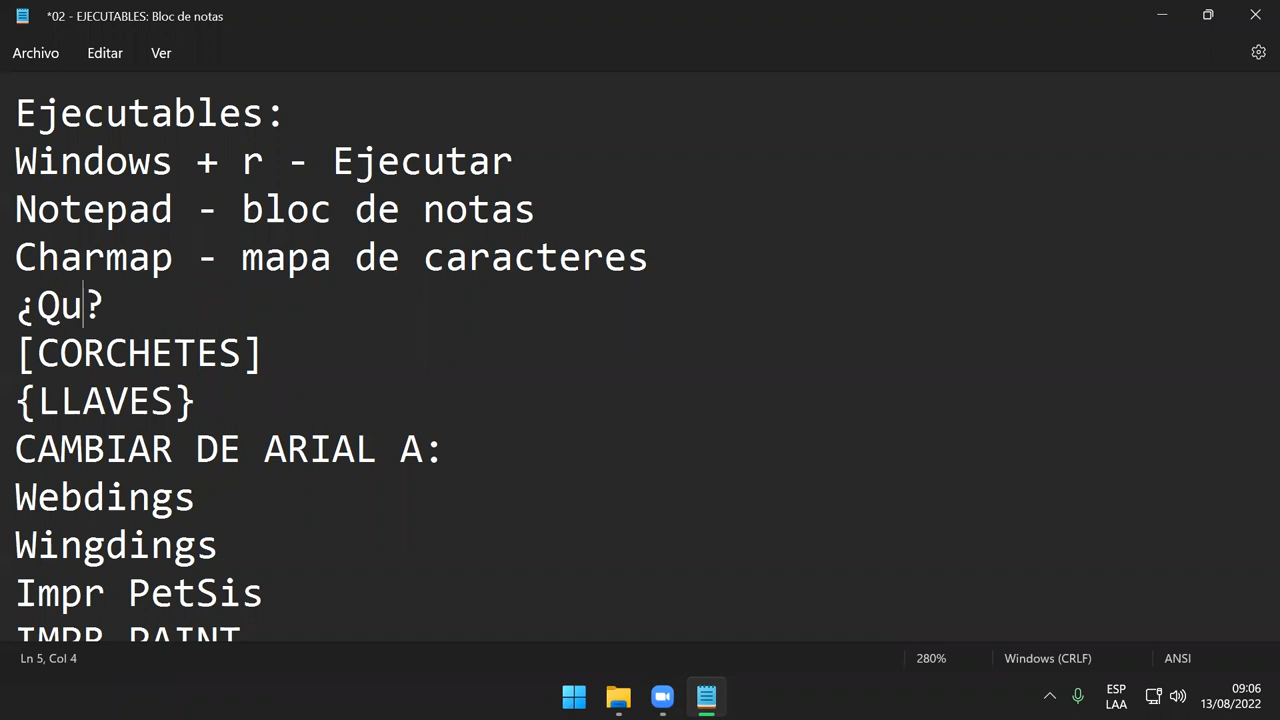 *02 - EJECUTABLES: Bloc de notas
Archivo Editar Ver
Ejecutables:
Windows + r - Ejecutar
Notepad - bloc de notas
Charmap - mapa de caracteres
¿Qu?
[CORCHETES]
{LLAVES}
CAMBIAR DE ARIAL A:
Webdings
Wingdings
Impr PetSis
IMPR PAINT
Ln 5, Col 4 280% Windows (CRLF) ANSI
ESP
LAA
09:06
13/08/2022